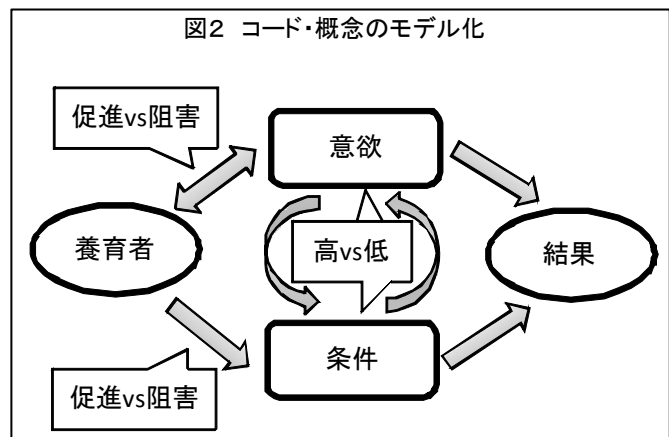 図2 コード・概念のモデル化
促進vs阻害
意欲
養育者
高vs低
結果
条件
促進vs阻害